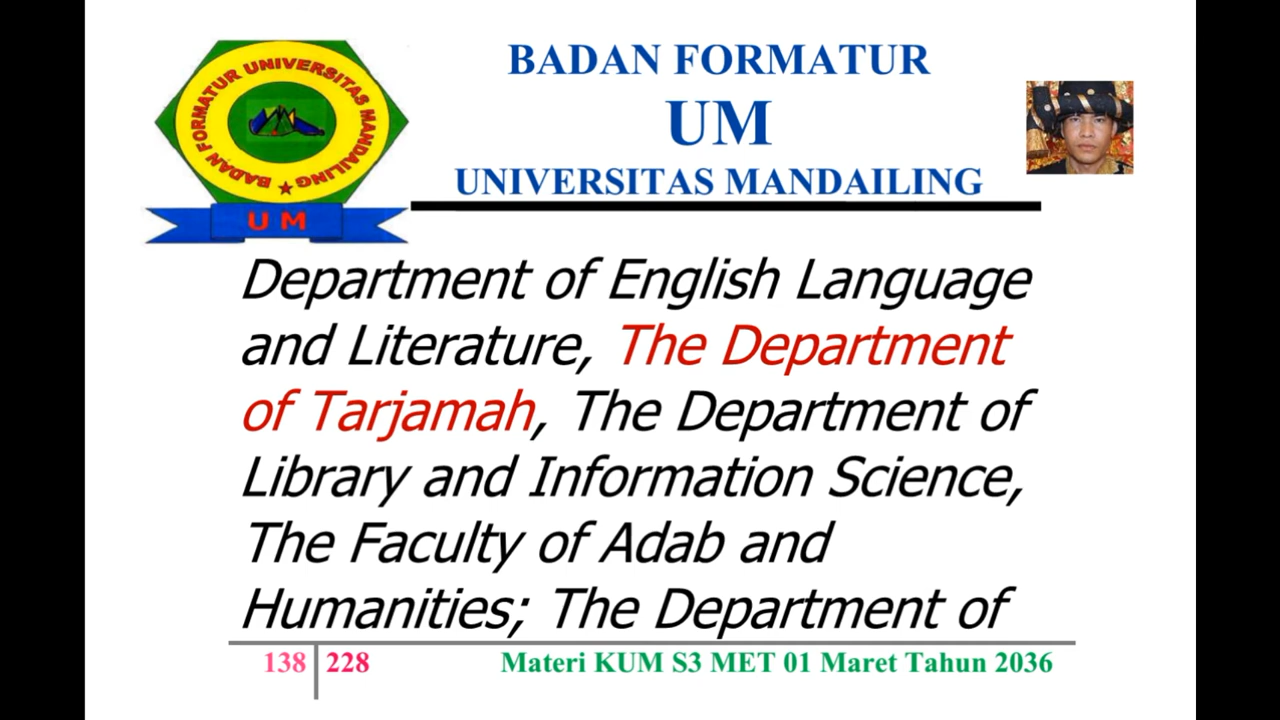 BADAN FORMATUR UNIVERSITAS MANDAILING
UM
BADAN FORMATUR
UM
UNIVERSITAS MANDAILING
Department of English Language
and Literature, The Department
of Tarjamah, The Department of
Library and Information Science,
The Faculty of Adab and
Humanities; The Department of
138 228 Materi KUM S3 MET 01 Maret Tahun 2036